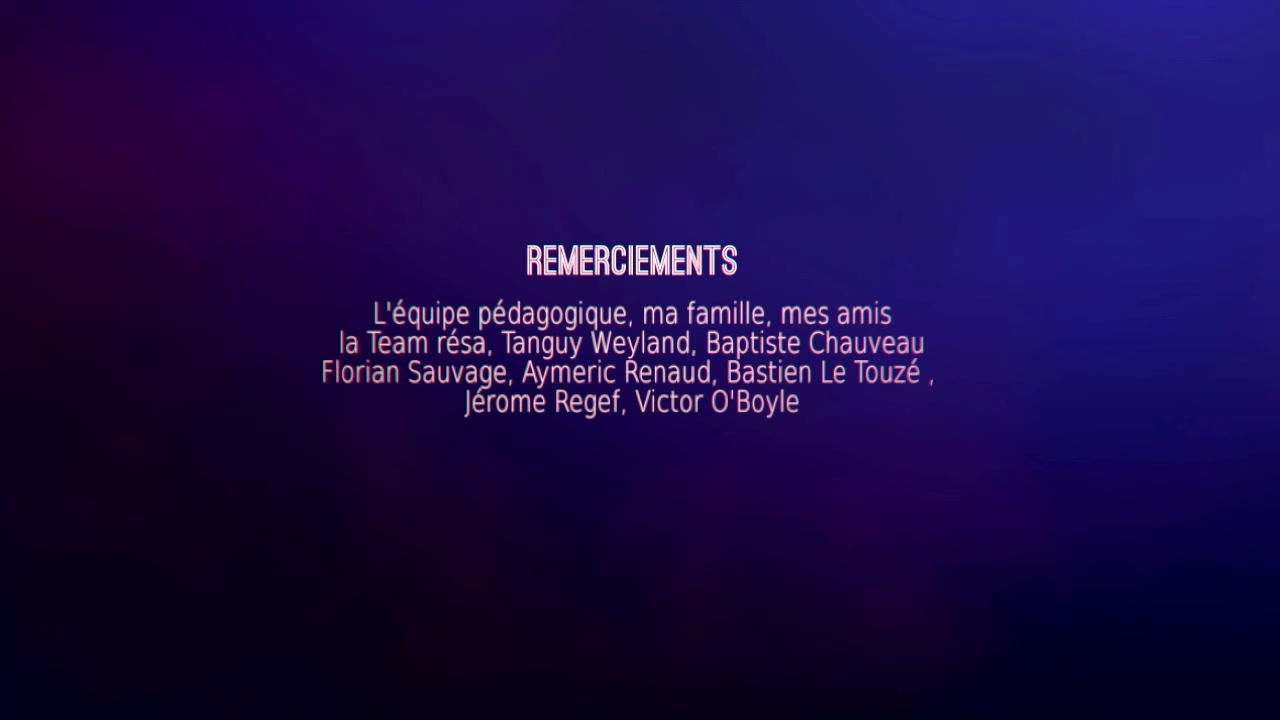 REMERCIEMENTS
L'équipe pédagogique, ma famille, mes amis
la Team résa, Tanguy Weyland, Baptiste Chauveau
Florian Sauvage, Aymeric Renaud, Bastien Le Touzé ,
Jérome Regef, Victor O'Boyle